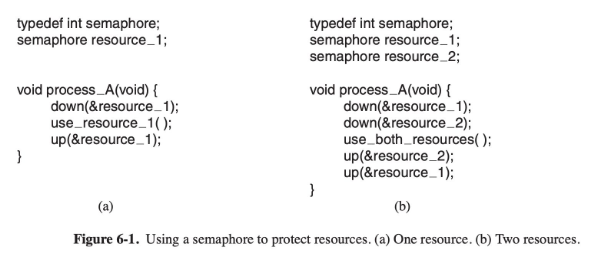 typedef int semaphore;
semaphore resource_1;
void process_A(void) {
down(&resource_1);
use_resource_1( );
up(&resource_1);
}
(a)
typedef int semaphore;
semaphore resource_1;
semaphore resource_2;
void process_A(void) {
down(&resource_1);
down(&resource_2);
use_both_resources( );
up(&resource_2);
up(&resource_1);
}
(b)
Figure 6-1. Using a semaphore to protect resources. (a) One resource. (b) Two resources.